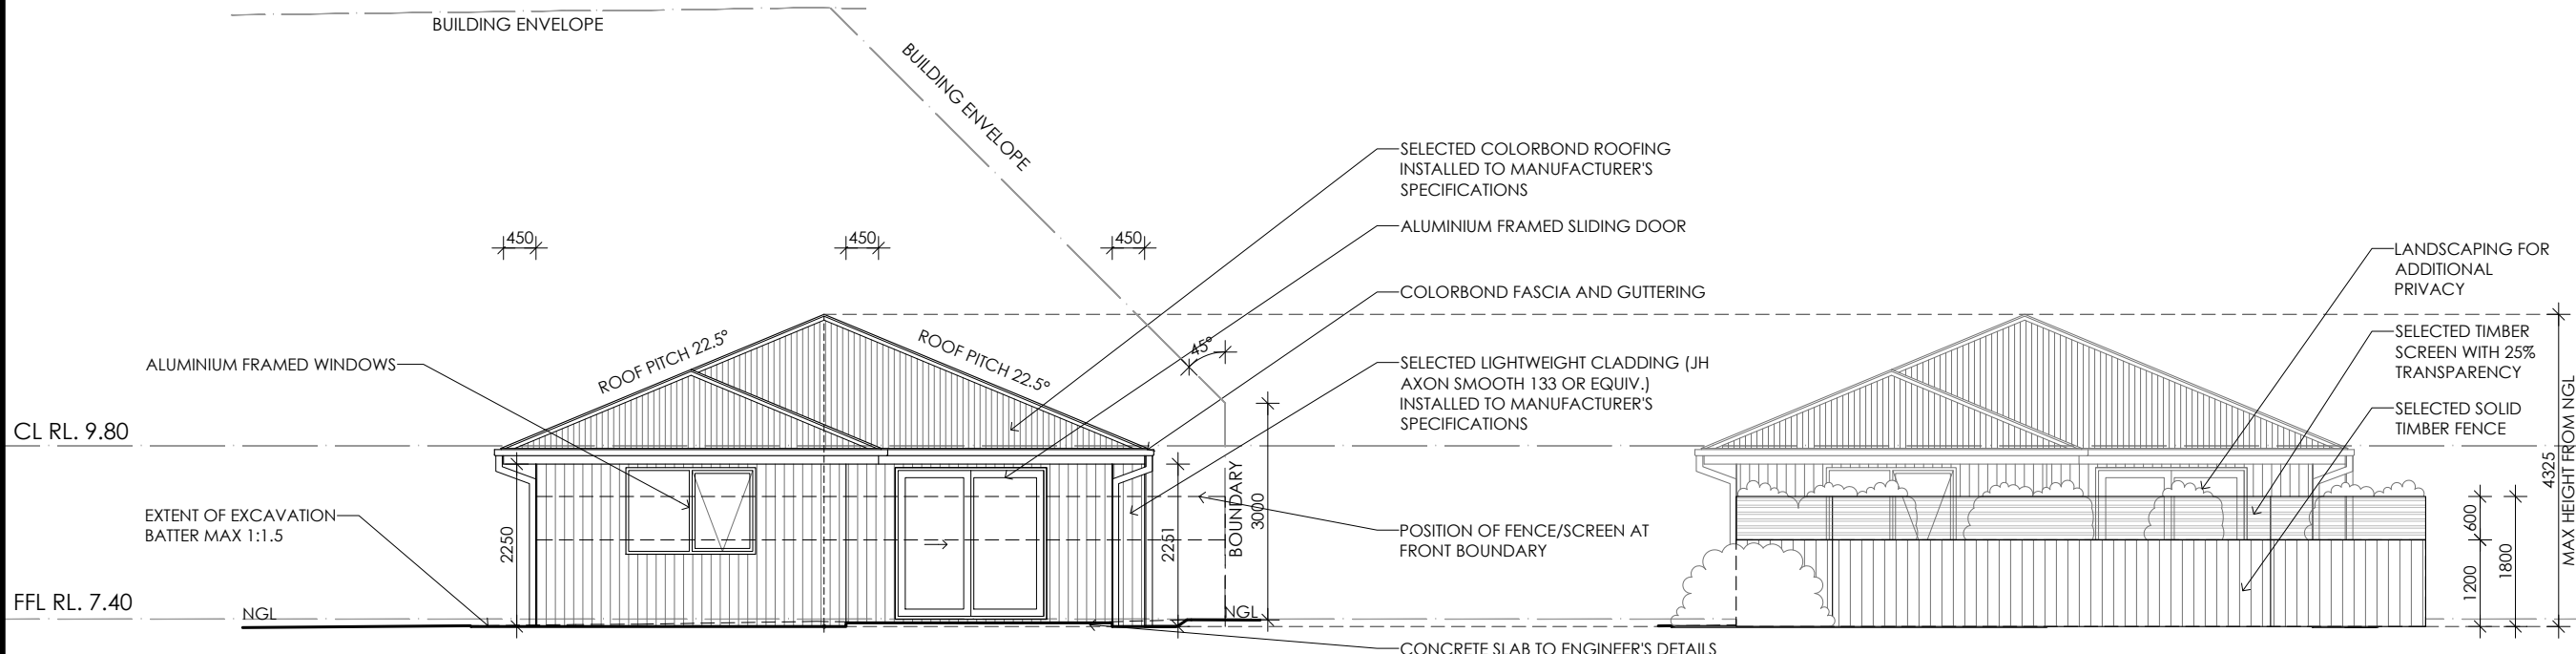 BUILDING ENVELOPE
BUILDING ENVELOPE
SELECTED COLORBOND ROOFING
INSTALLED TO MANUFACTURER'S
SPECIFICATIONS
450
450
450
ALUMINIUM FRAMED SLIDING DOOR
LANDSCAPING FOR
ADDITIONAL
PRIVACY
COLORBOND FASCIA AND GUTTERING
ROOF PITCH 22.5°
ROOF PITCH 22.5°
45°
ALUMINIUM FRAMED WINDOWS
SELECTED LIGHTWEIGHT CLADDING (JH
AXON SMOOTH 133 OR EQUIV.)
INSTALLED TO MANUFACTURER'S
SPECIFICATIONS
SELECTED TIMBER
SCREEN WITH 25%
TRANSPARENCY
SELECTED SOLID
TIMBER FENCE
CL RL. 9.80
4325
MAX HEIGHT FROM NGL
EXTENT OF EXCAVATION
BATTER MAX 1:1.5
2250
2251
BOUNDARY
3000
POSITION OF FENCE/SCREEN AT
FRONT BOUNDARY
600
1200
1800
FFL RL. 7.40
NGL
NGL
CONCRETE SLAB TO ENGINEER'S DETAILS